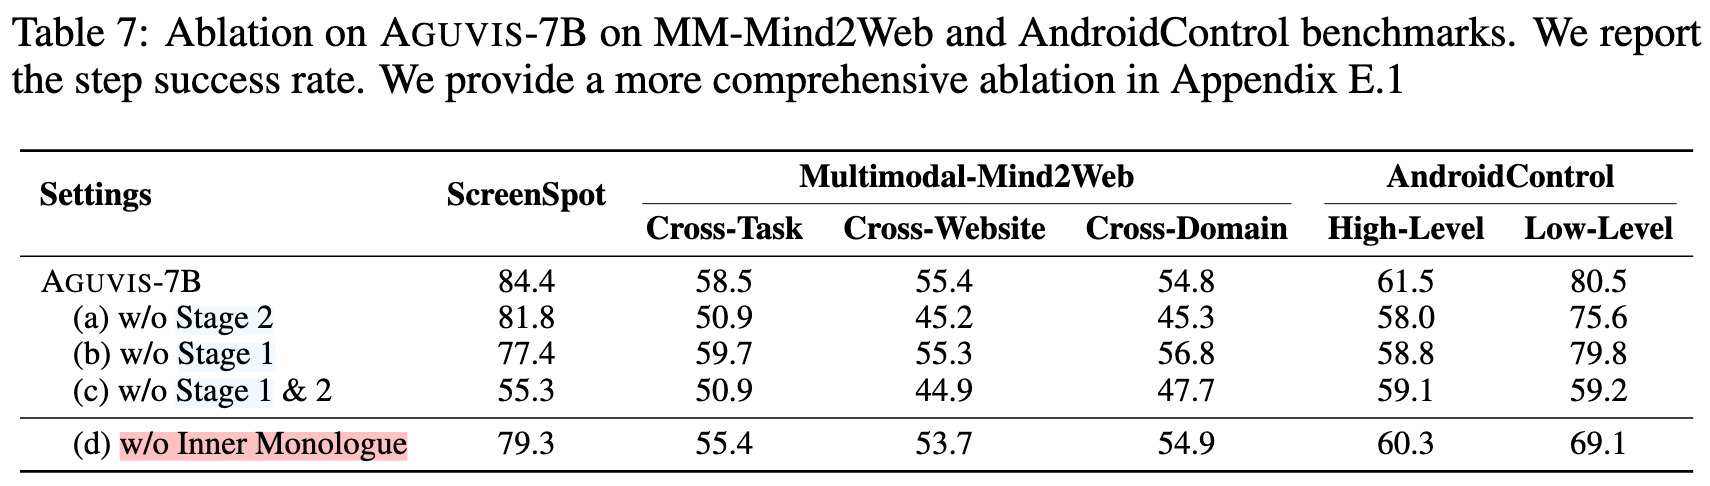 Table 7: Ablation on AGUVIS-7B on MM-Mind2Web and AndroidControl benchmarks. We report
the step success rate. We provide a more comprehensive ablation in Appendix E.1
Settings ScreenSpot Multimodal-Mind2Web AndroidControl
Cross-Task Cross-Website Cross-Domain High-Level Low-Level
AGUVIS-7B 84.4 58.5 55.4 54.8 61.5 80.5
(a) w/o Stage 2 81.8 50.9 45.2 45.3 58.0 75.6
(b) w/o Stage 1 77.4 59.7 55.3 56.8 58.8 79.8
(c) w/o Stage 1 & 2 55.3 50.9 44.9 47.7 59.1 59.2
(d) w/o Inner Monologue 79.3 55.4 53.7 54.9 60.3 69.1